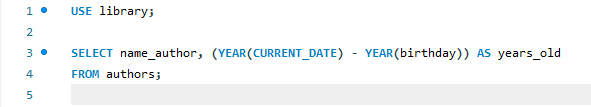 1 USE library;
2
3 SELECT name_author, (YEAR(CURRENT_DATE) - YEAR(birthday)) AS years_old
4 FROM authors;
5